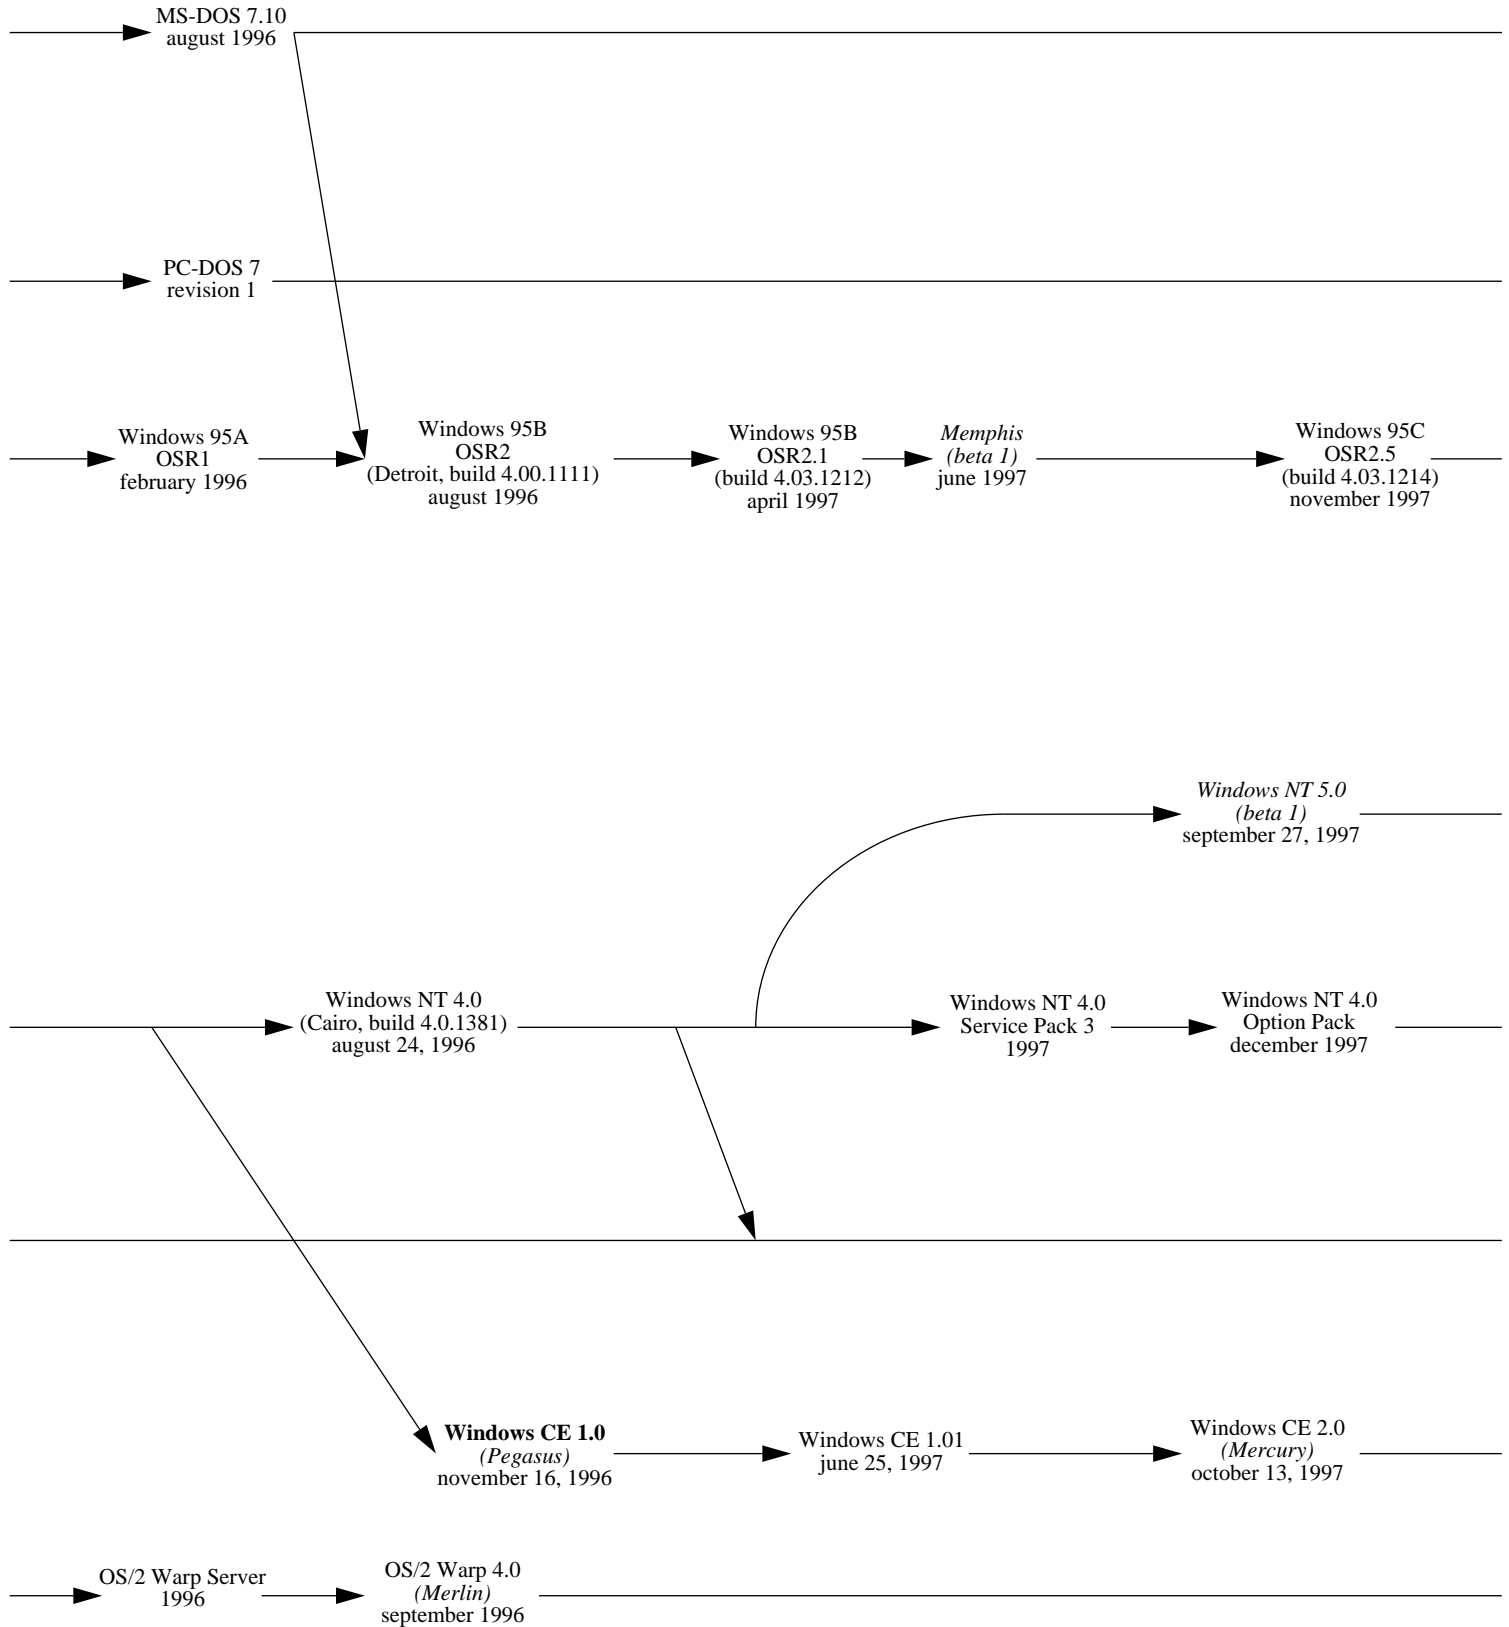 MS-DOS 7.10
august 1996
PC-DOS 7
revision 1
Windows 95A
OSR1
february 1996
Windows 95B
OSR2
(Detroit, build 4.00.1111)
august 1996
Windows 95B
OSR2.1
(build 4.03.1212)
april 1997
Memphis
(beta 1)
june 1997
Windows 95C
OSR2.5
(build 4.03.1214)
november 1997
Windows NT 5.0
(beta 1)
september 27, 1997
Windows NT 4.0
(Cairo, build 4.0.1381)
august 24, 1996
Windows NT 4.0
Service Pack 3
1997
Windows NT 4.0
Option Pack
december 1997
Windows CE 1.0
(Pegasus)
november 16, 1996
Windows CE 1.01
june 25, 1997
Windows CE 2.0
(Mercury)
october 13, 1997
OS/2 Warp Server
1996
OS/2 Warp 4.0
(Merlin)
september 1996